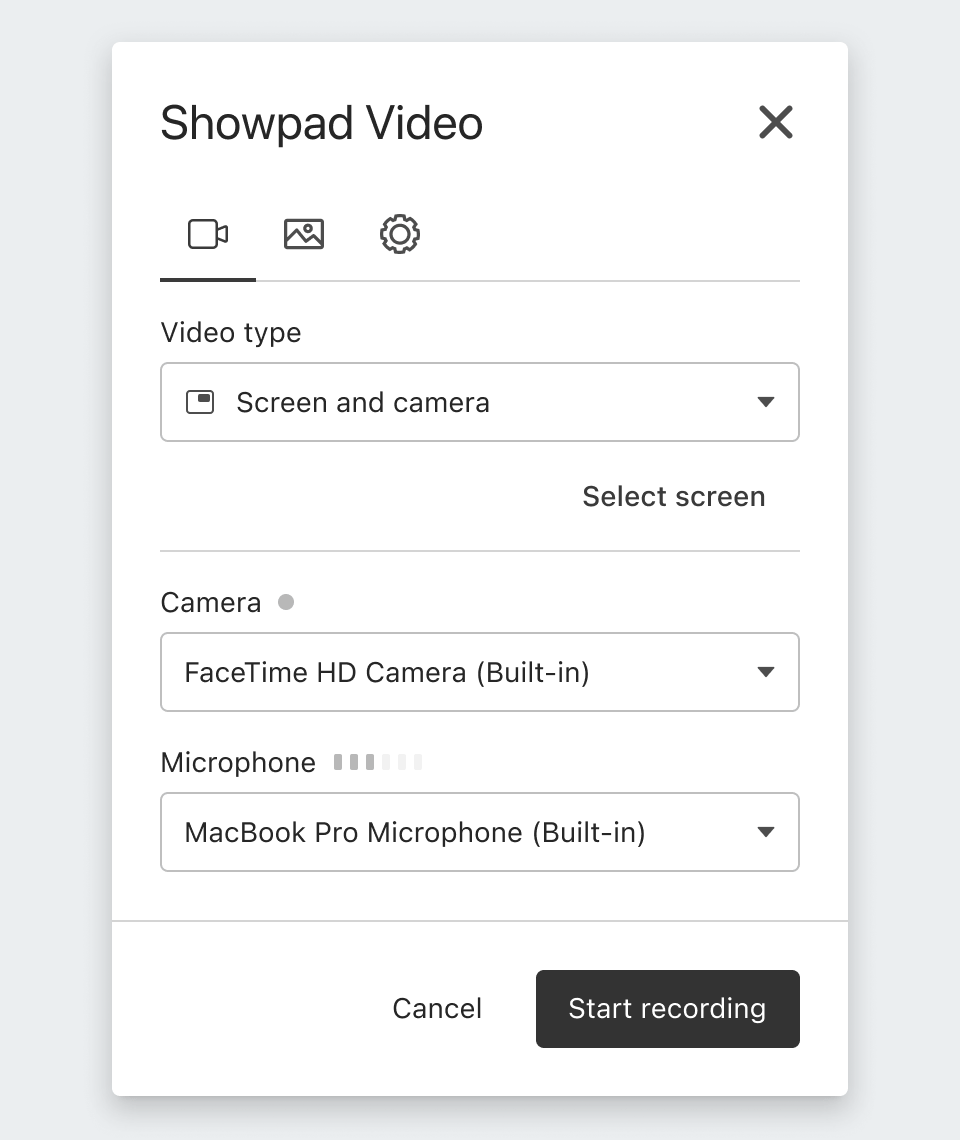 Showpad Video
Video type
Screen and camera
Select screen
Camera
FaceTime HD Camera (Built-in)
Microphone
MacBook Pro Microphone (Built-in)
Cancel
Start recording